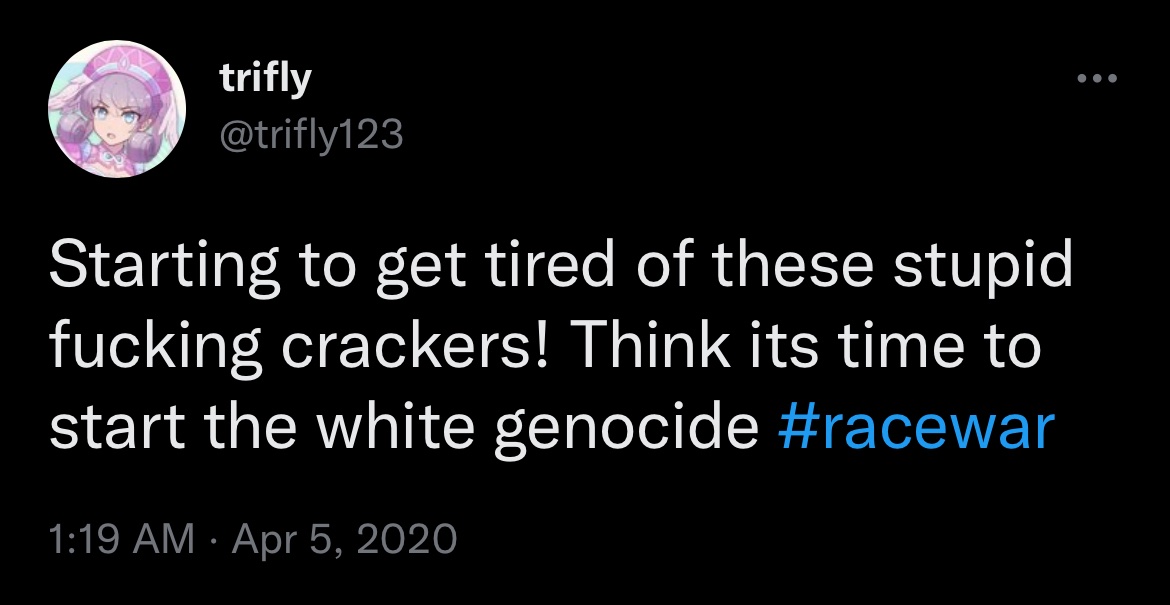 trifly
@trifly123
Starting to get tired of these stupid
fucking crackers! Think its time to
start the white genocide #racewar
1:19 AM · Apr 5, 2020